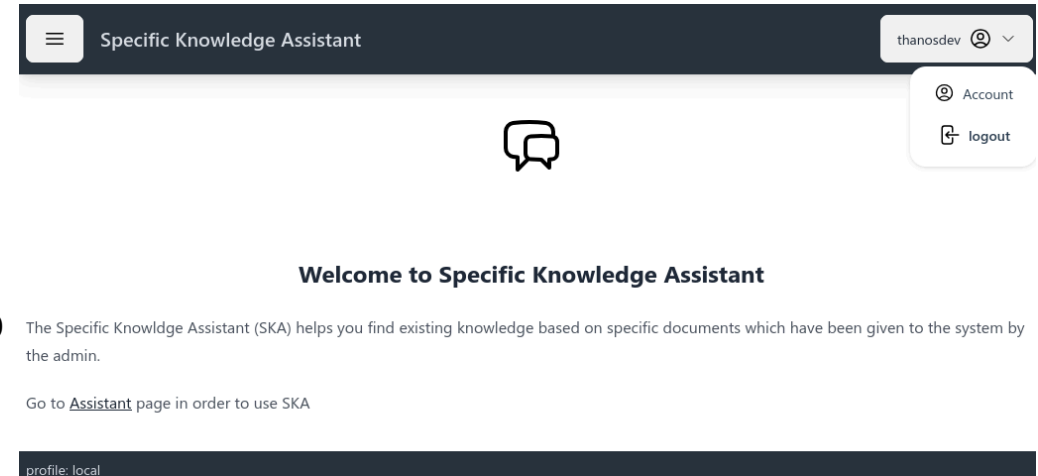 Specific Knowledge Assistant
thanosdev
Account
logout
Welcome to Specific Knowledge Assistant
The Specific Knowldge Assistant (SKA) helps you find existing knowledge based on specific documents which have been given to the system by
the admin.
Go to Assistant page in order to use SKA
profile: local